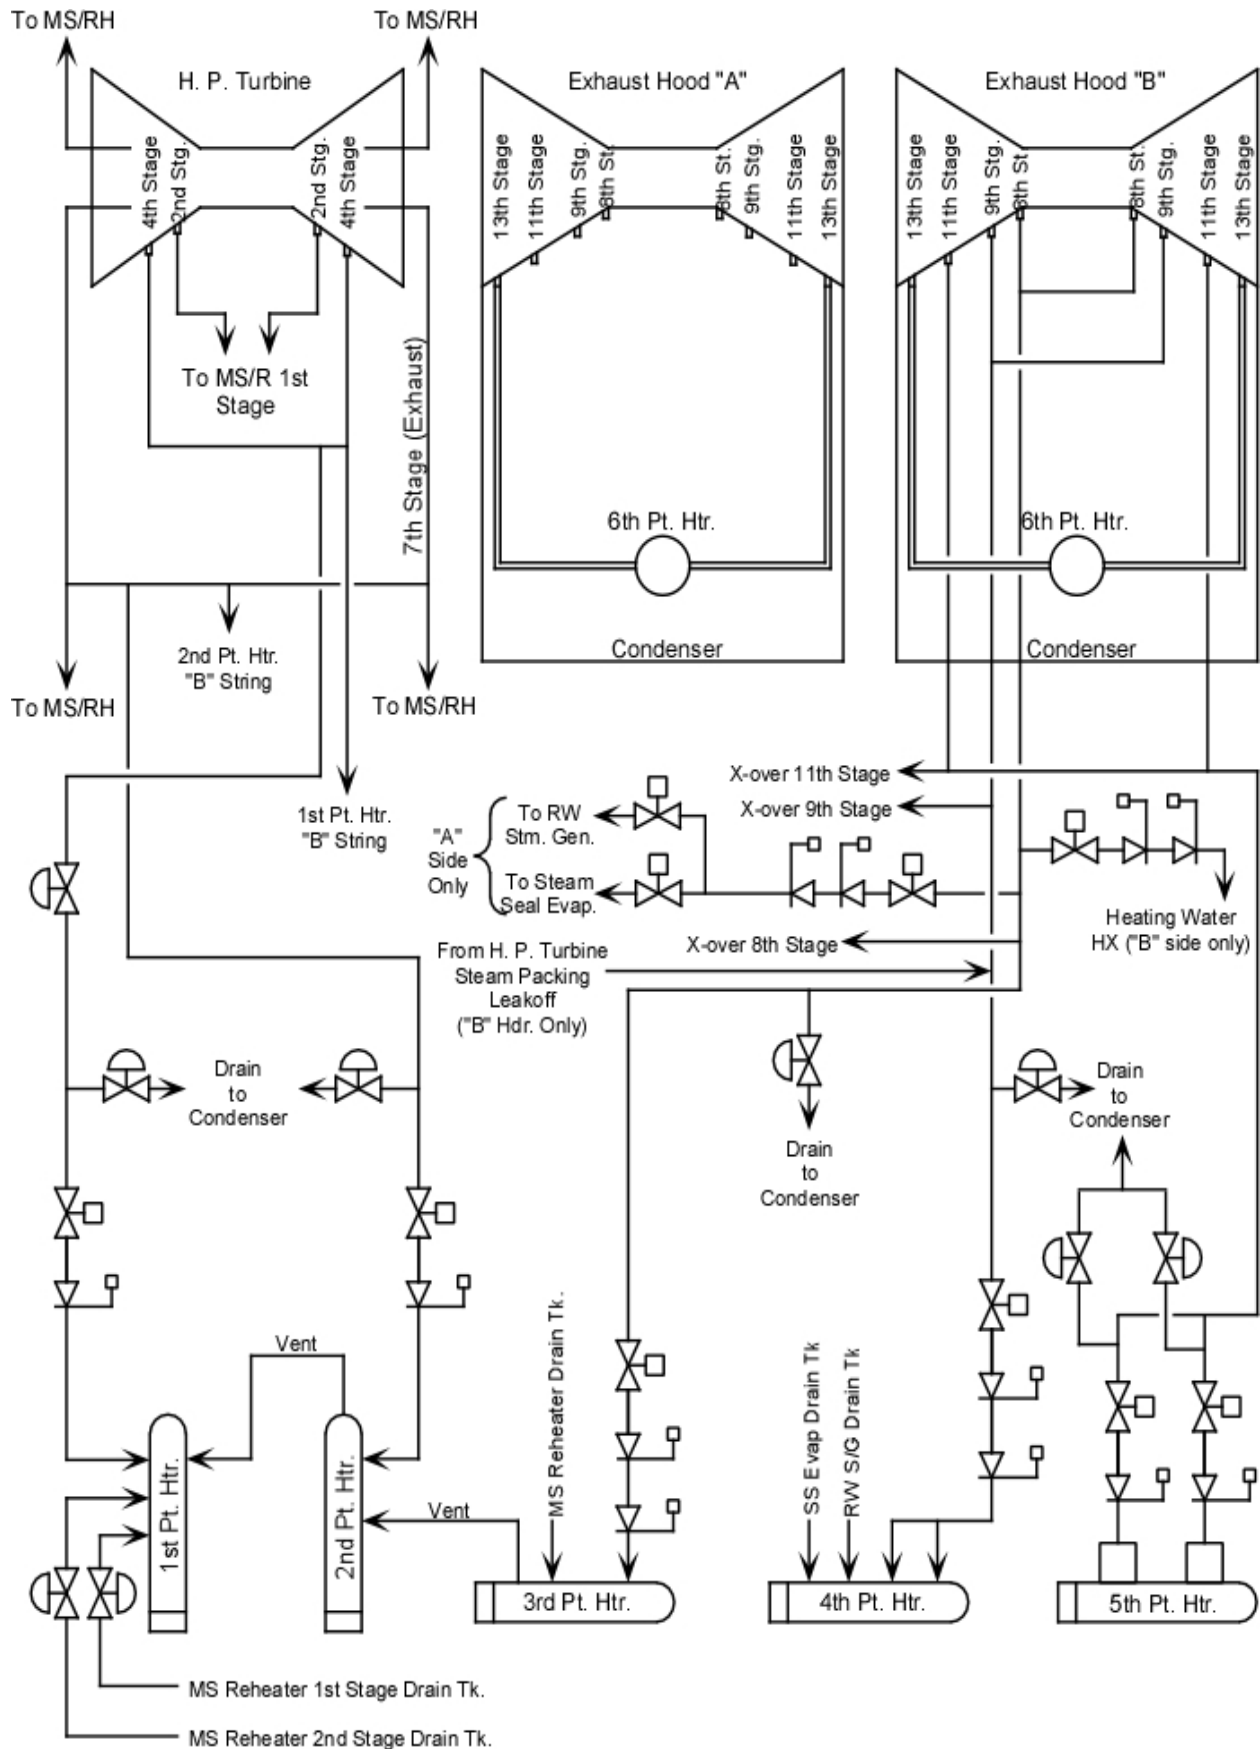 To MS/RH
To MS/RH
H. P. Turbine
Exhaust Hood "A"
Exhaust Hood "B"
4th Stage
2nd Stg.
2nd Stg.
4th Stage
13th Stage
11th Stage
9th Stg.
8th St.
8th St.
9th Stg.
11th Stage
13th Stage
13th Stage
11th Stage
9th Stg.
8th St.
8th St.
9th Stg.
11th Stage
13th Stage
To MS/R 1st
Stage
7th Stage (Exhaust)
6th Pt. Htr.
6th Pt. Htr.
Condenser
Condenser
2nd Pt. Htr.
"B" String
To MS/RH
To MS/RH
1st Pt. Htr.
"B" String
X-over 11th Stage
X-over 9th Stage
"A"
Side
Only
To RW
Stm. Gen.
To Steam
Seal Evap.
Heating Water
HX ("B" side only)
X-over 8th Stage
From H. P. Turbine
Steam Packing
Leakoff
("B" Hdr. Only)
Drain
to
Condenser
Drain
to
Condenser
Drain
to
Condenser
Vent
Vent
MS Reheater Drain Tk.
SS Evap Drain Tk
RW S/G Drain Tk
1st Pt. Htr.
2nd Pt. Htr.
3rd Pt. Htr.
4th Pt. Htr.
5th Pt. Htr.
MS Reheater 1st Stage Drain Tk.
MS Reheater 2nd Stage Drain Tk.